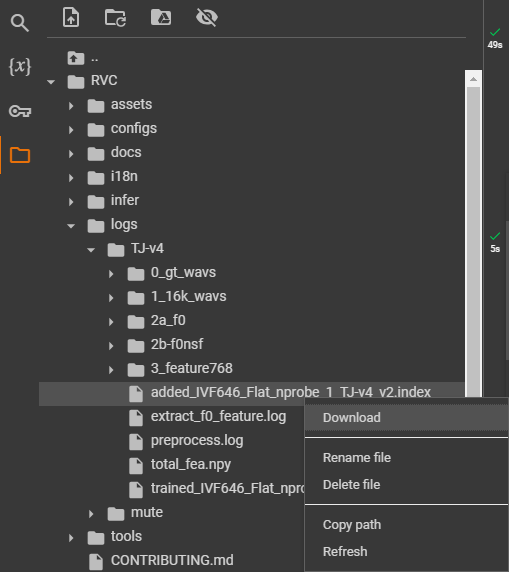 ..
{x}
RVC
49s
assets
configs
docs
i18n
infer
logs
TJ-v4
5s
0_gt_wavs
1_16k_wavs
2a_f0
2b-f0nsf
3_feature768
added_IVF646_Flat_nprobe_1_TJ-v4_v2.index
extract_f0_feature.log
Download
preprocess.log
total_fea.npy
Rename file
trained_IVF646_Flat_npro
Delete file
mute
Copy path
tools
Refresh
CONTRIBUTING.md